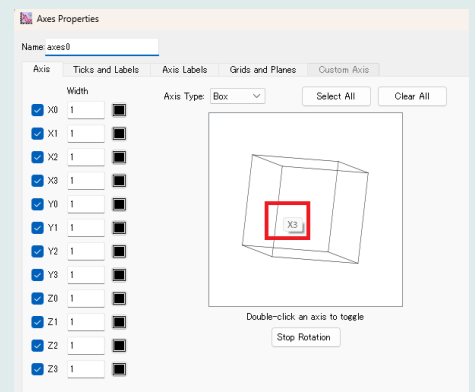 Axes Properties
Name: axes0
Axis Ticks and Labels Axis Labels Grids and Planes Custom Axis
Width Axis Type: Box Select All Clear All
X0 1
X1 1
X2 1
X3 1
Y0 1
Y1 1 X3
Y2 1
Y3 1
Z0 1
Z1 1 Double-click an axis to toggle
Z2 1 Stop Rotation
Z3 1